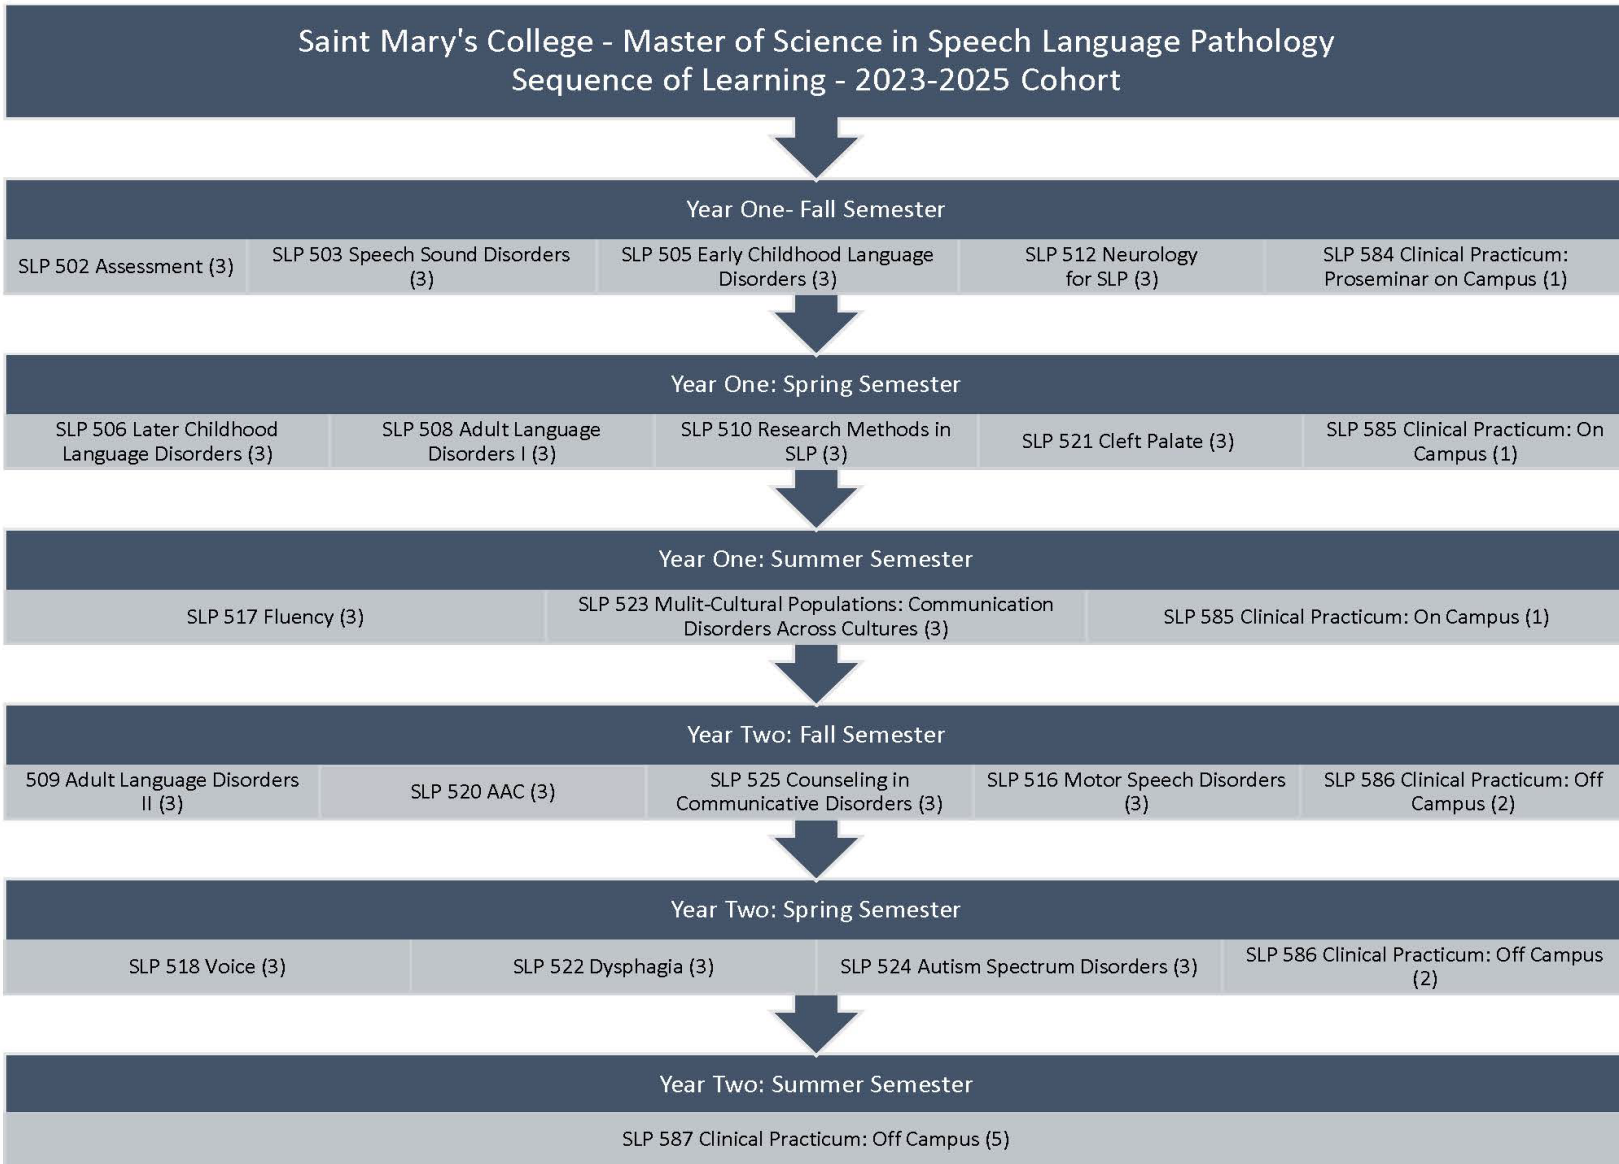 Saint Mary's College - Master of Science in Speech Language Pathology
Sequence of Learning - 2023-2025 Cohort
Year One- Fall Semester
SLP 502 Assessment (3)
SLP 503 Speech Sound Disorders
(3)
SLP 505 Early Childhood Language
Disorders (3)
SLP 512 Neurology
for SLP (3)
SLP 584 Clinical Practicum:
Proseminar on Campus (1)
Year One: Spring Semester
SLP 506 Later Childhood
Language Disorders (3)
SLP 508 Adult Language
Disorders I (3)
SLP 510 Research Methods in
SLP (3)
SLP 521 Cleft Palate (3)
SLP 585 Clinical Practicum: On
Campus (1)
Year One: Summer Semester
SLP 517 Fluency (3)
SLP 523 Mulit-Cultural Populations: Communication
Disorders Across Cultures (3)
SLP 585 Clinical Practicum: On Campus (1)
Year Two: Fall Semester
509 Adult Language Disorders
II (3)
SLP 520 AAC (3)
SLP 525 Counseling in
Communicative Disorders (3)
SLP 516 Motor Speech Disorders
(3)
SLP 586 Clinical Practicum: Off
Campus (2)
Year Two: Spring Semester
SLP 518 Voice (3)
SLP 522 Dysphagia (3)
SLP 524 Autism Spectrum Disorders (3)
SLP 586 Clinical Practicum: Off Campus
(2)
Year Two: Summer Semester
SLP 587 Clinical Practicum: Off Campus (5)